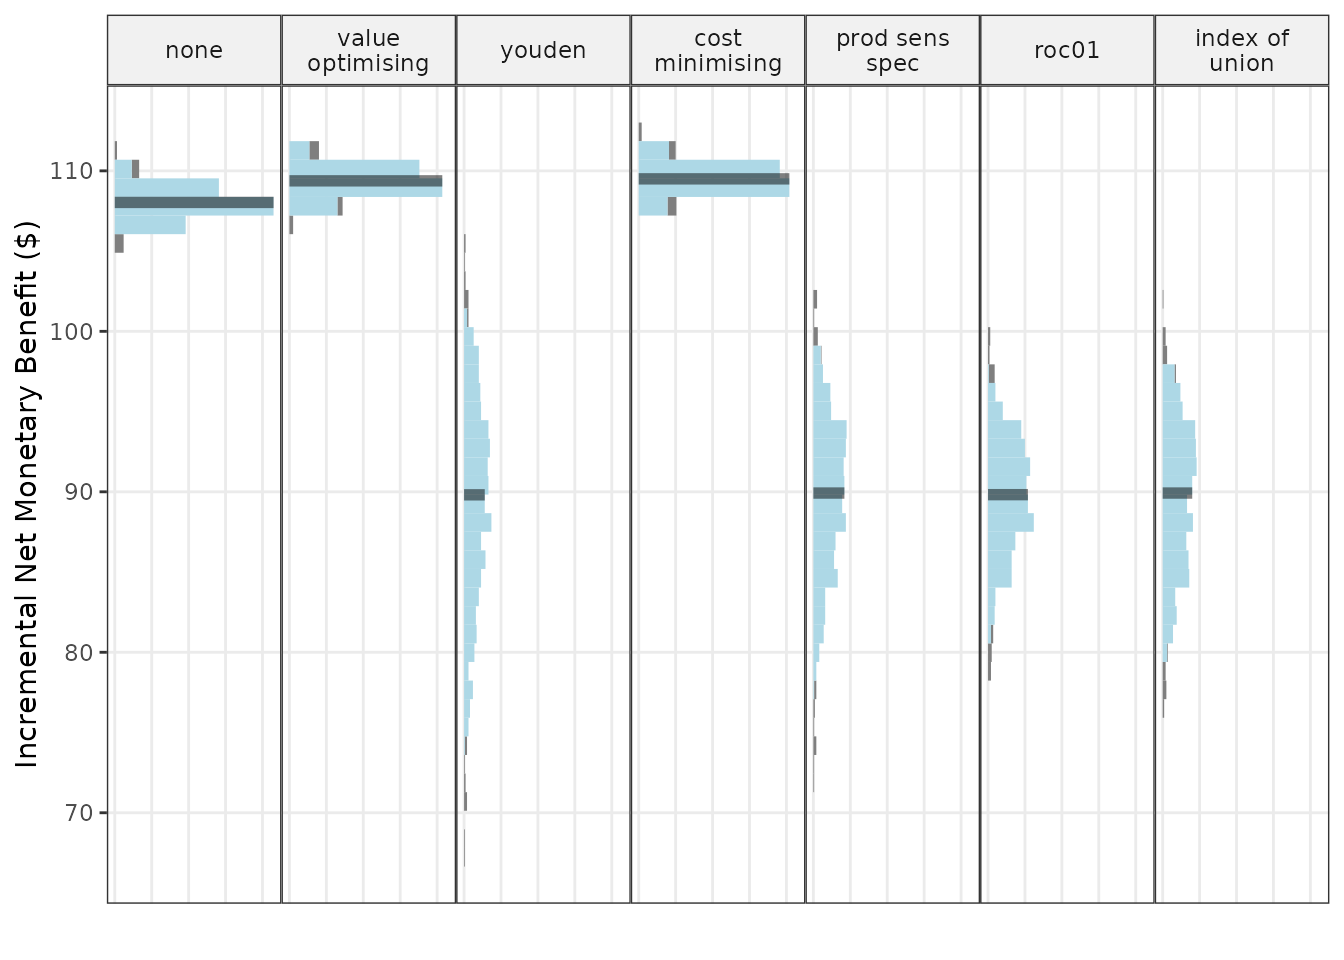 none
value
optimising
youden
cost
minimising
prod sens
spec
roc01
index of
union
Incremental Net Monetary Benefit ($)
110
100
90
80
70